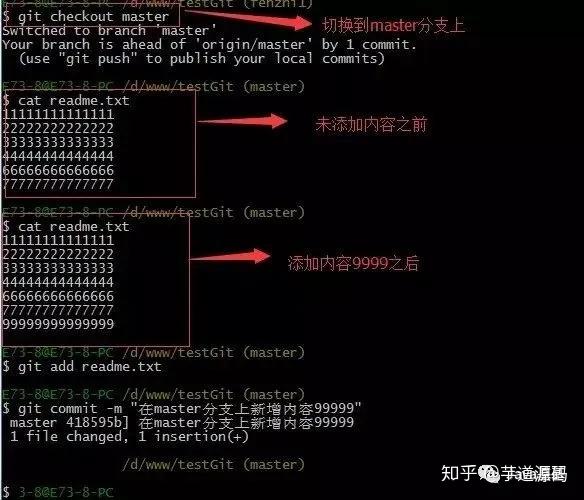 (fenzhi1)
$ git checkout master
切换到master分支上
Switched to branch 'master'
Your branch is ahead of 'origin/master' by 1 commit.
(use "git push" to publish your local commits)
E73-8@E73-8-PC /d/www/testGit (master)
$ cat readme.txt
11111111111111
22222222222222
33333333333333
44444444444444
66666666666666
77777777777777
未添加内容之前
E73-8@E73-8-PC /d/www/testGit (master)
$ cat readme.txt
11111111111111
22222222222222
33333333333333
44444444444444
66666666666666
77777777777777
99999999999999
添加内容9999之后
E73-8@E73-8-PC /d/www/testGit (master)
$ git add readme.txt
E73-8@E73-8-PC /d/www/testGit (master)
$ git commit -m "在master分支上新增内容99999"
master 418595b] 在master分支上新增内容99999
1 file changed, 1 insertion(+)
/d/www/testGit (master)
$ 3-8@E73-8-PC
知乎 @芋道源码